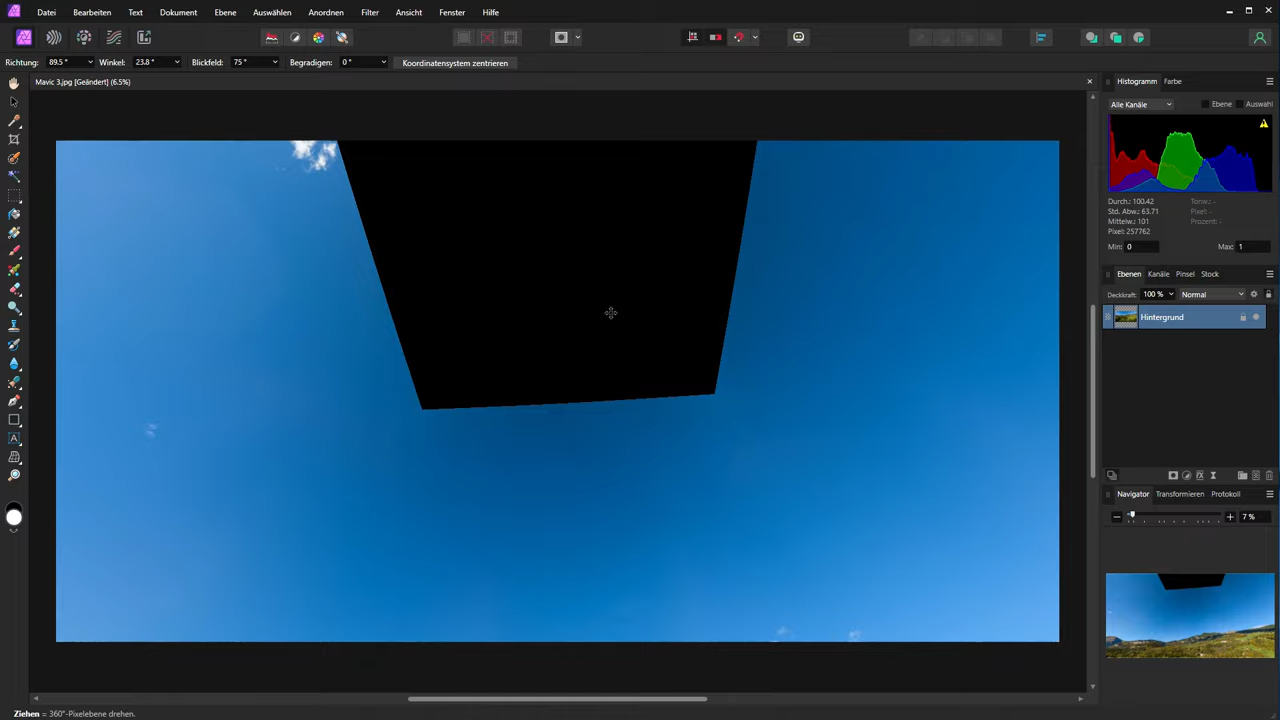 Datei Bearbeiten Text Dokument Ebene Auswählen Anordnen Filter Ansicht Fenster Hilfe
Richtung: 89.5 ° Winkel: 23.8 ° Blickfeld: 75 ° Begradigen: 0 ° Koordinatensystem zentrieren
Mavic 3.jpg [Geändert] (6.5%)
Histogramm Farbe
Alle Kanäle Ebene Auswahl
Durch.: 100.42 Tonw.: -
Std. Abw.: 63.71 Pixel: -
Mittelw.: 101 Prozent: -
Pixel: 257762
Min: 0 Max: 1
Ebenen Kanäle Pinsel Stock
Deckkraft: 100 % Normal
Hintergrund
Navigator Transformieren Protokoll
7 %
Ziehen = 360°-Pixelebene drehen.